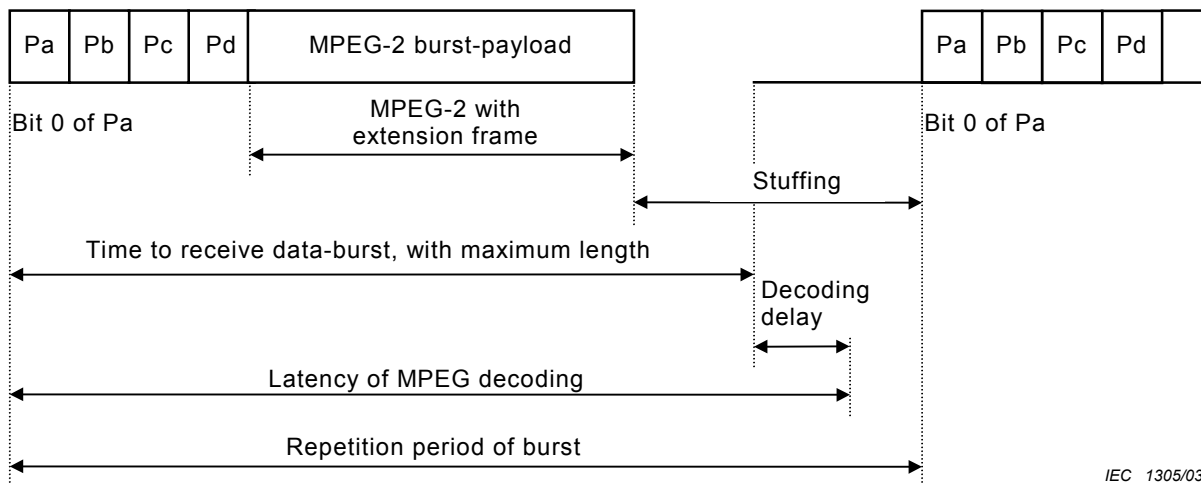 Pa Pb Pc Pd MPEG-2 burst-payload Pa Pb Pc Pd
Bit 0 of Pa
MPEG-2 with
extension frame
Bit 0 of Pa
Stuffing
Time to receive data-burst, with maximum length
Decoding
delay
Latency of MPEG decoding
Repetition period of burst
IEC 1305/03